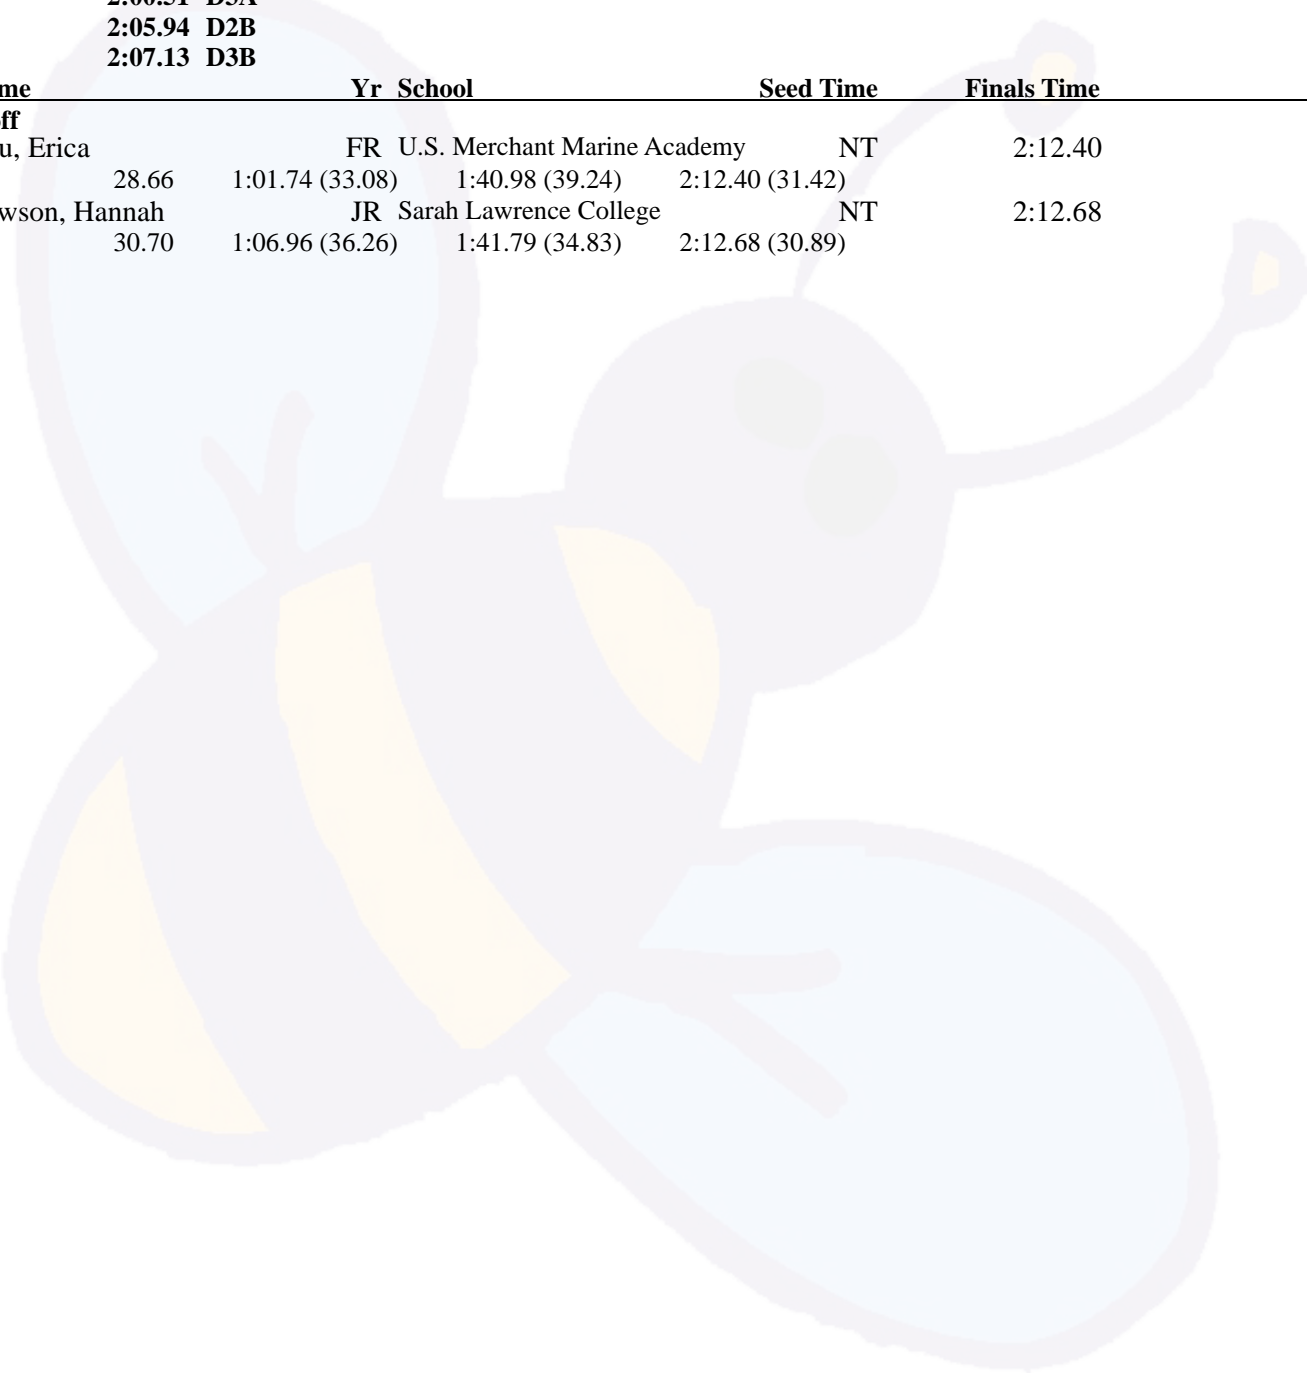 2:05.94 D2B
2:07.13 D3B
Yr School Seed Time Finals Time
Erica FR U.S. Merchant Marine Academy NT 2:12.40
28.66 1:01.74 (33.08) 1:40.98 (39.24) 2:12.40 (31.42)
Hannah JR Sarah Lawrence College NT 2:12.68
30.70 1:06.96 (36.26) 1:41.79 (34.83) 2:12.68 (30.89)